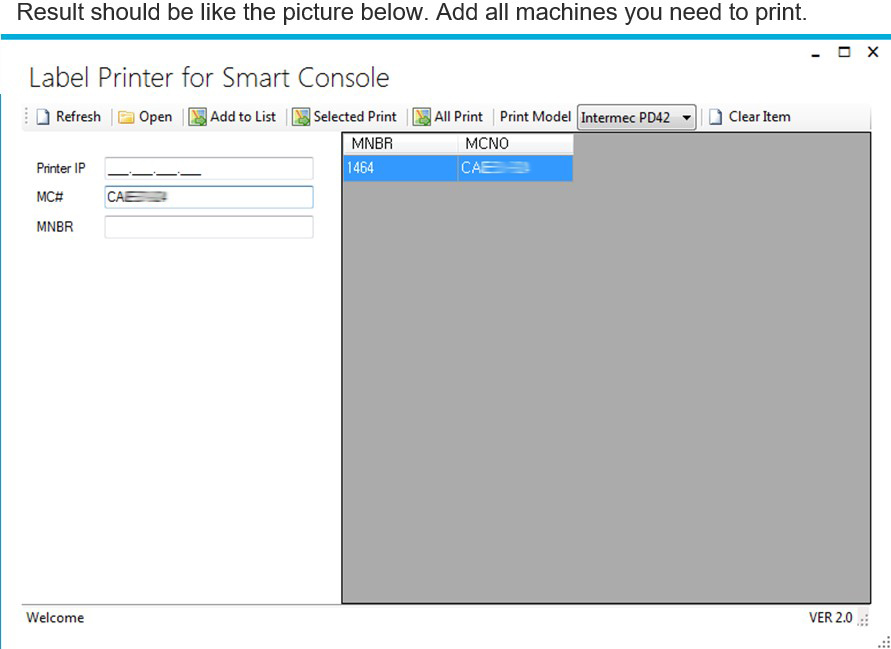 Result should be like the picture below. Add all machines you need to print.
Label Printer for Smart Console
Refresh Open Add to List Selected Print All Print Print Model Intermec PD42 Clear Item
MNBR MCNO
1464 CA
Printer IP ___.___.___.___
MC# CA
MNBR
Welcome VER 2.0